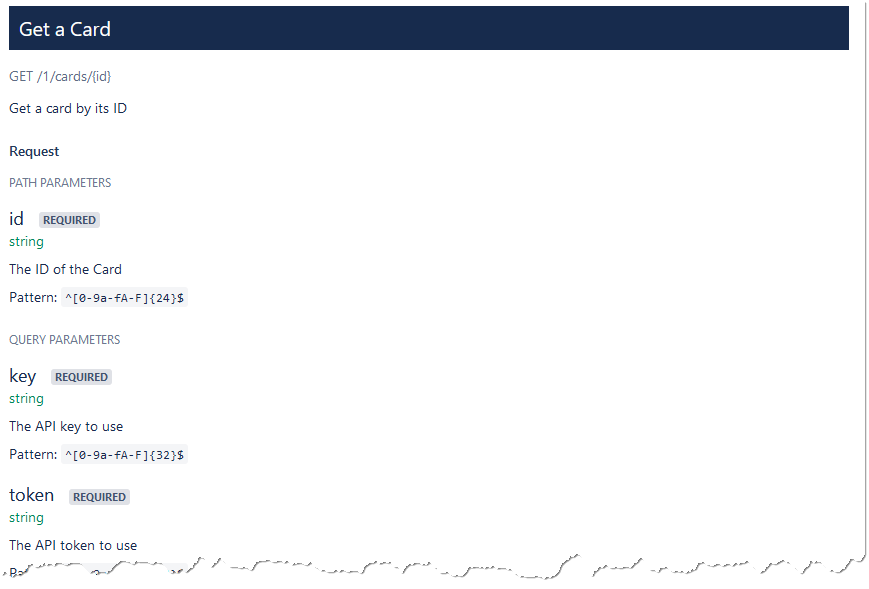 Get a Card
GET /1/cards/{id}
Get a card by its ID
Request
PATH PARAMETERS
id REQUIRED
string
The ID of the Card
Pattern: ^[0-9a-fA-F]{24}$
QUERY PARAMETERS
key REQUIRED
string
The API key to use
Pattern: ^[0-9a-fA-F]{32}$
token REQUIRED
string
The API token to use